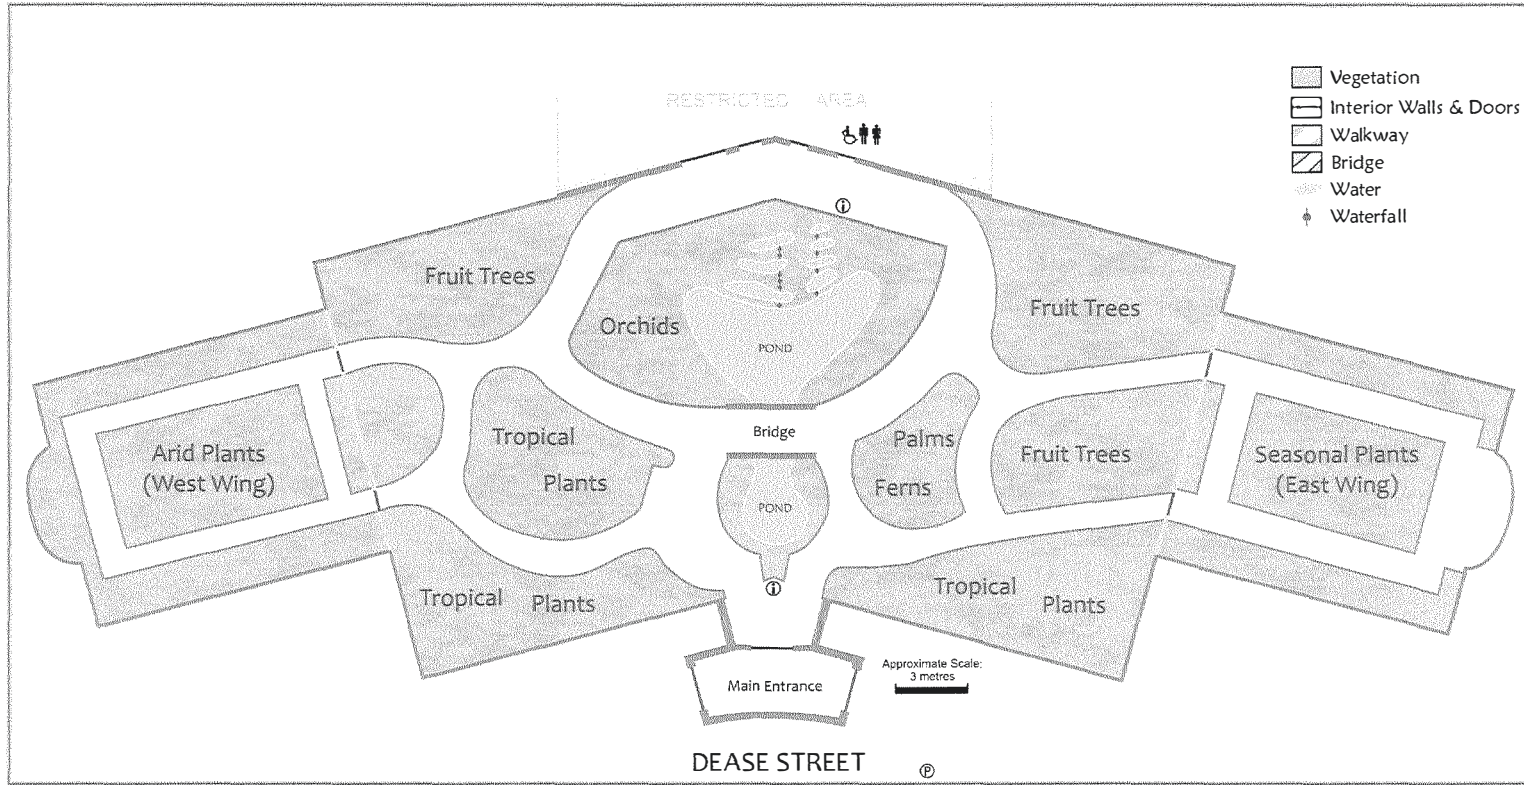 RESTRICTED AREA
Vegetation
Interior Walls & Doors
Walkway
Bridge
Water
Waterfall
Fruit Trees
Fruit Trees
Orchids
POND
Bridge
Arid Plants
(West Wing)
Tropical
Plants
Palms
Ferns
Fruit Trees
Seasonal Plants
(East Wing)
POND
Tropical Plants
Tropical Plants
Main Entrance
Approximate Scale:
3 metres
DEASE STREET
P